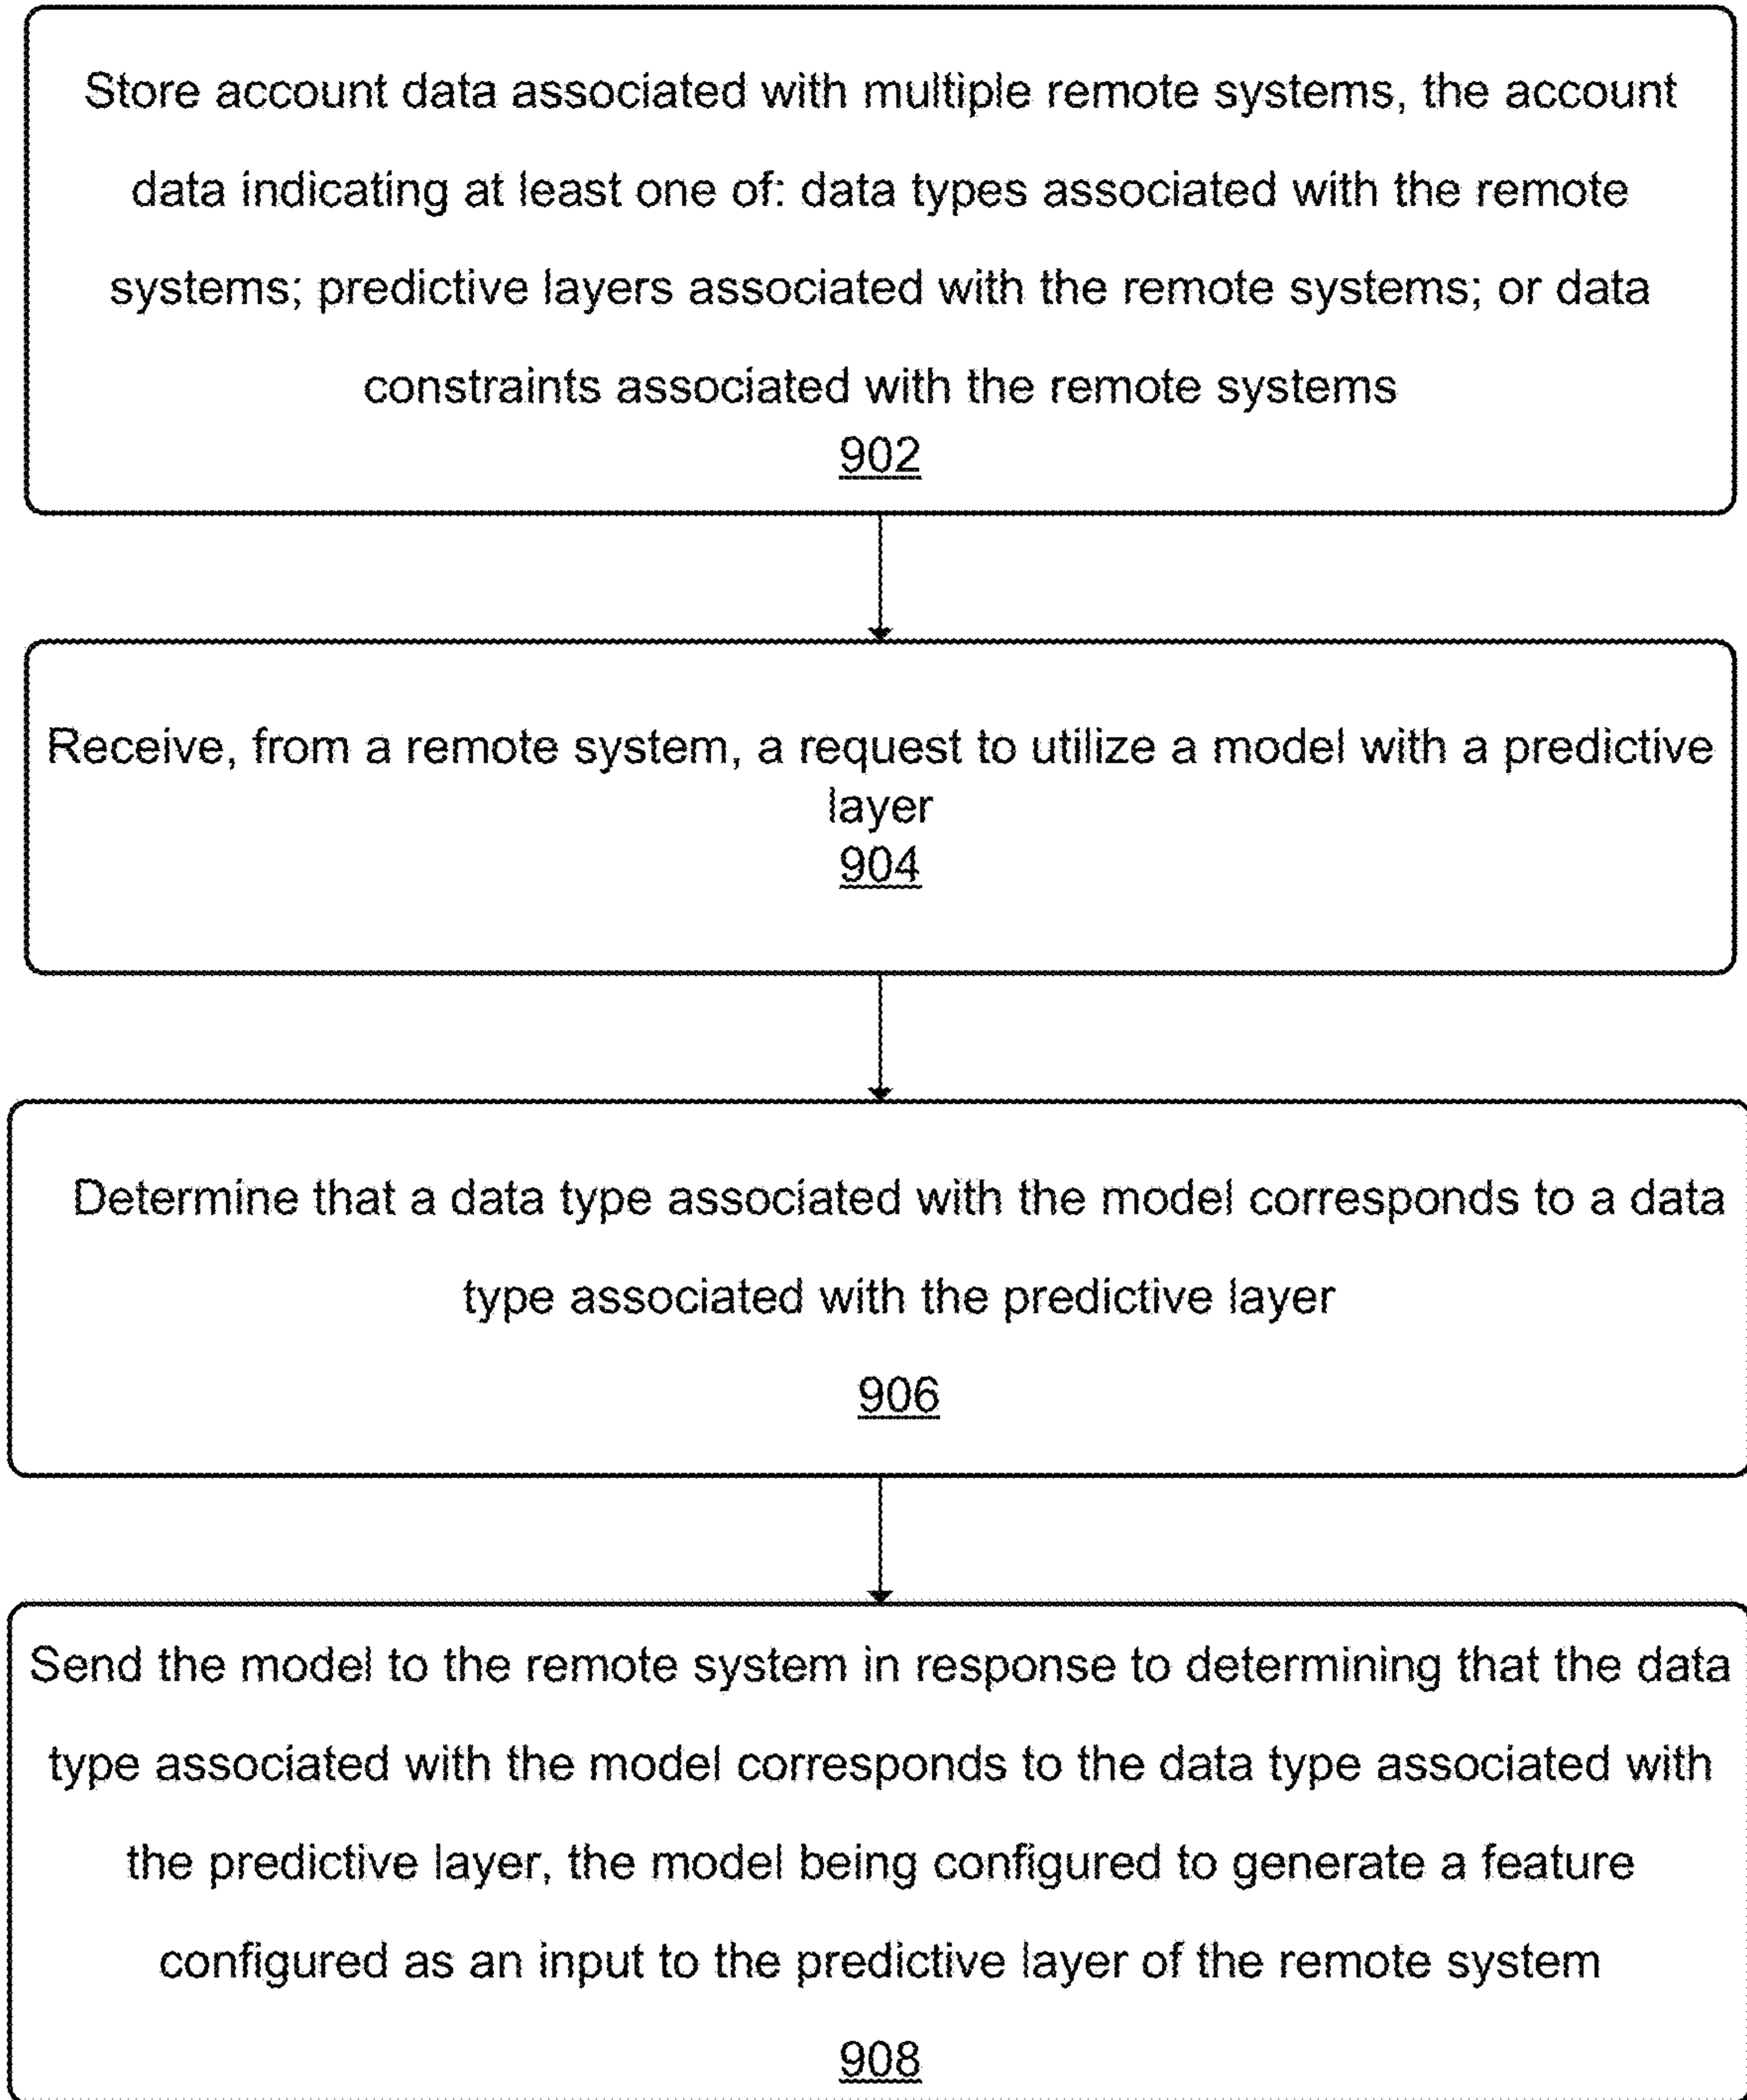 Store account data associated with multiple remote systems, the account
data indicating at least one of: data types associated with the remote
systems; predictive layers associated with the remote systems; or data
constraints associated with the remote systems
902
Receive, from a remote system, a request to utilize a model with a predictive
layer
904
Determine that a data type associated with the model corresponds to a data
type associated with the predictive layer
906
Send the model to the remote system in response to determining that the data
type associated with the model corresponds to the data type associated with
the predictive layer, the model being configured to generate a feature
configured as an input to the predictive layer of the remote system
908